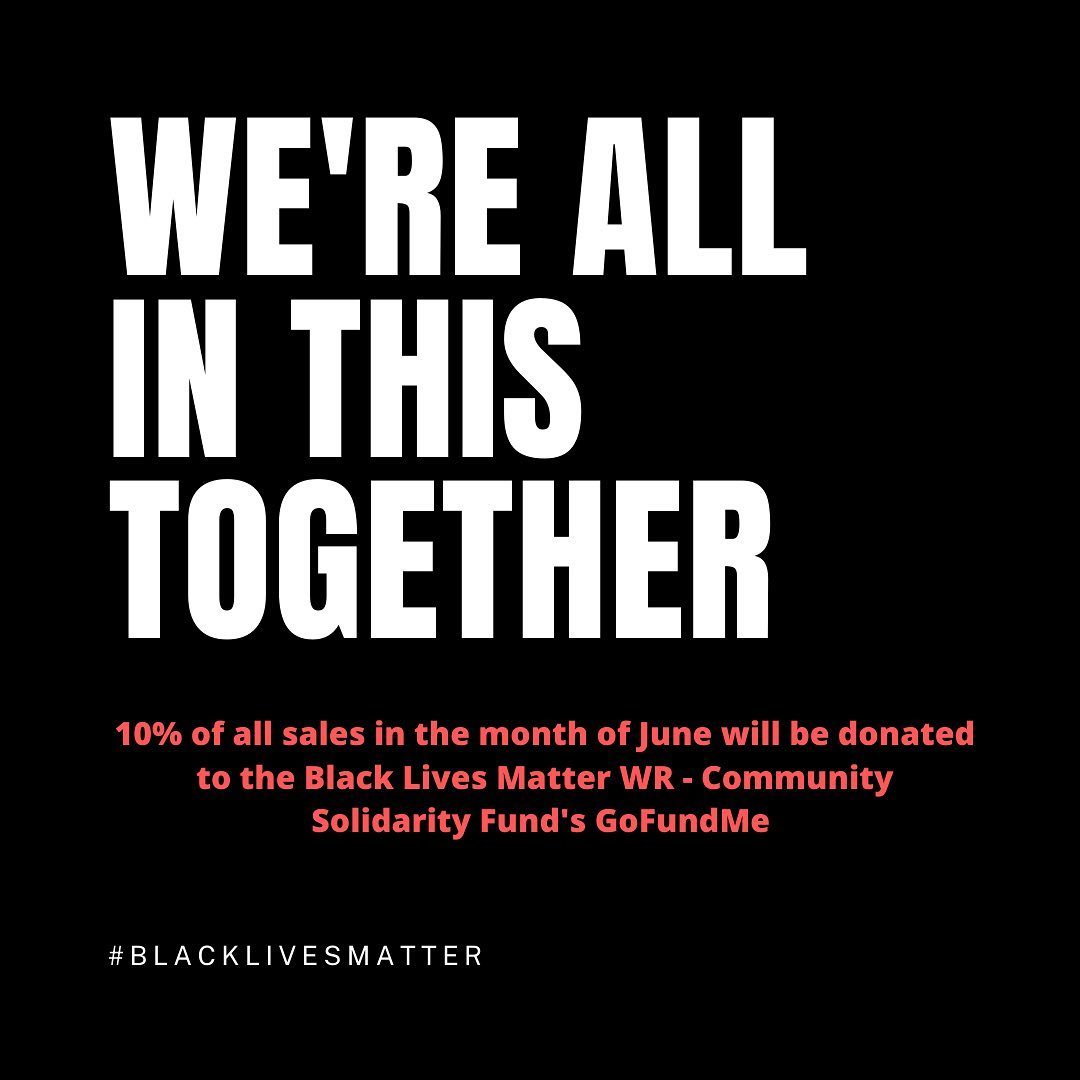 WE'RE ALL
IN THIS
TOGETHER
10% of all sales in the month of June will be donated
to the Black Lives Matter WR - Community
Solidarity Fund's GoFundMe
#BLACKLIVESMATTER